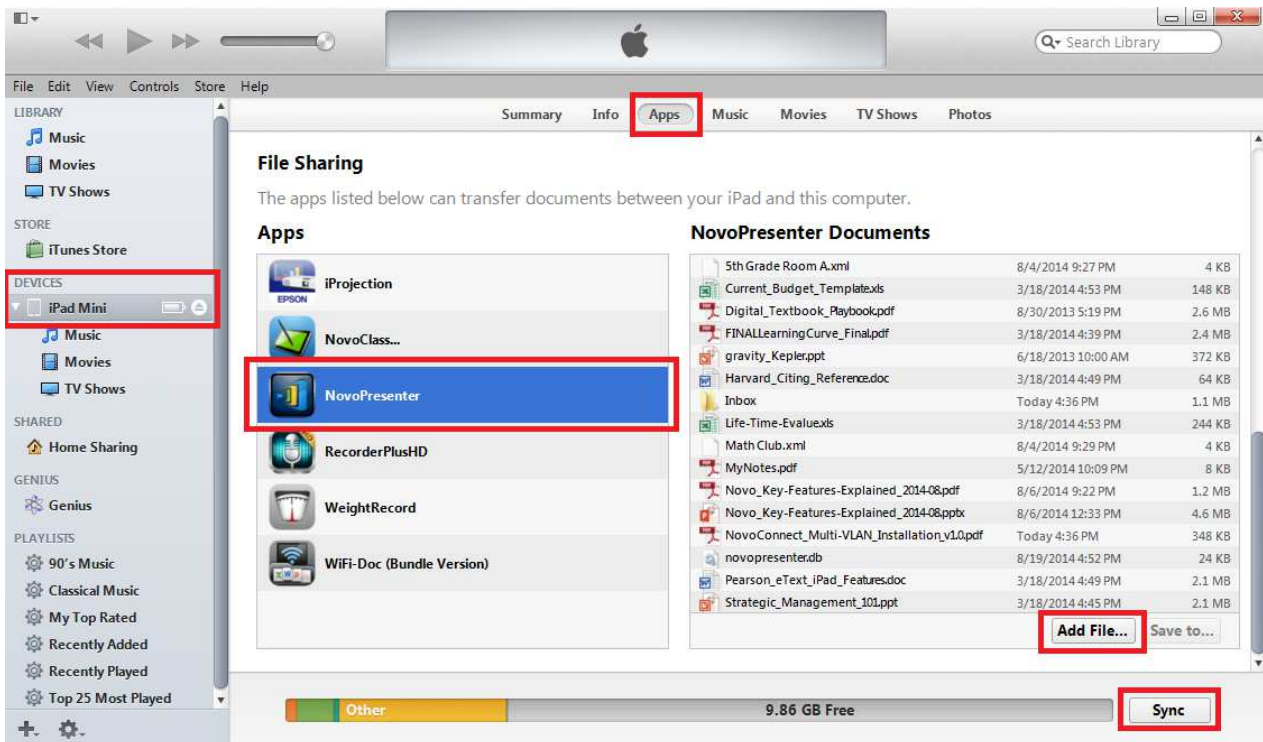 Search Library
File Edit View Controls Store Help
LIBRARY
Music
Movies
TV Shows
STORE
iTunes Store
DEVICES
iPad Mini
Music
Movies
TV Shows
SHARED
Home Sharing
GENIUS
Genius
PLAYLISTS
90's Music
Classical Music
My Top Rated
Recently Added
Recently Played
Top 25 Most Played
Summary Info Apps Music Movies TV Shows Photos
File Sharing
The apps listed below can transfer documents between your iPad and this computer.
Apps
EPSON
iProjection
NovoClass...
NovoPresenter
RecorderPlusHD
WeightRecord
WiFi-Doc (Bundle Version)
NovoPresenter Documents
5th Grade Room A.xml 8/4/2014 9:27 PM 4 KB
Current_Budget_Template.xls 3/18/2014 4:53 PM 148 KB
Digital_Textbook_Playbook.pdf 8/30/2013 5:19 PM 2.6 MB
FINALLearningCurve_Final.pdf 3/18/2014 4:39 PM 2.4 MB
gravity_Kepler.ppt 6/18/2013 10:00 AM 372 KB
Harvard_Citing_Reference.doc 3/18/2014 4:49 PM 64 KB
Inbox Today 4:36 PM 1.1 MB
Life-Time-Evalue.xls 3/18/2014 4:53 PM 244 KB
Math Club.xml 8/4/2014 9:29 PM 4 KB
MyNotes.pdf 5/12/2014 10:09 PM 8 KB
Novo_Key-Features-Explained_2014-08.pdf 8/6/2014 9:22 PM 1.2 MB
Novo_Key-Features-Explained_2014-08.pptx 8/6/2014 12:33 PM 4.6 MB
NovoConnect_Multi-VLAN_Installation_v1.0.pdf Today 4:36 PM 348 KB
novopresenter.db 8/19/2014 4:52 PM 24 KB
Pearson_eText_iPad_Features.doc 3/18/2014 4:49 PM 2.1 MB
Strategic_Management_101.ppt 3/18/2014 4:45 PM 2.1 MB
Add File... Save to...
Other 9.86 GB Free Sync